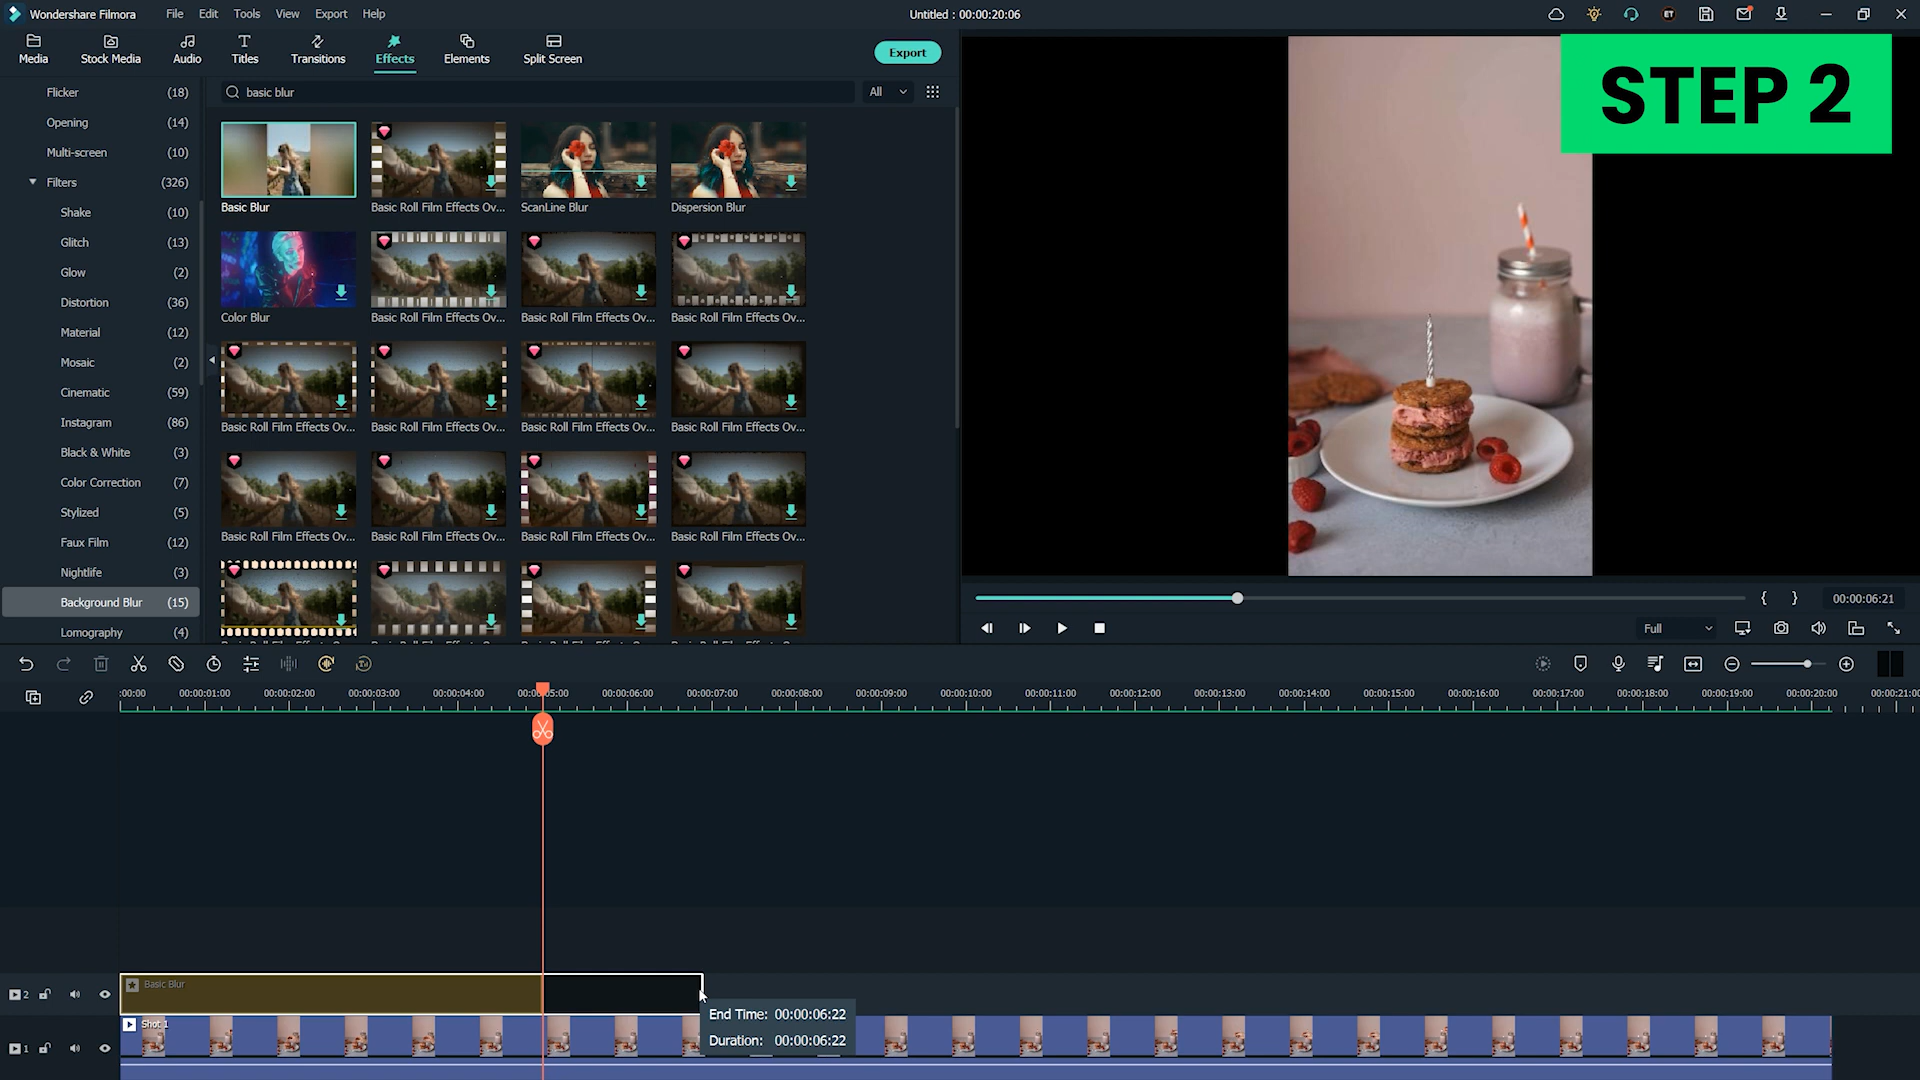 Wondershare Filmora
File
Edit
Tools
View
Export
Help
Untitled : 00:00:20:06
ET
Media
Stock Media
Audio
Titles
Transitions
Effects
Elements
Split Screen
Export
STEP 2
Flicker (18)
Opening (14)
Multi-screen (10)
Filters (326)
Shake (10)
Glitch (13)
Glow (2)
Distortion (36)
Material (12)
Mosaic (2)
Cinematic (59)
Instagram (86)
Black & White (3)
Color Correction (7)
Stylized (5)
Faux Film (12)
Nightlife (3)
Background Blur (15)
Lomography (4)
basic blur
All
Basic Blur
Basic Roll Film Effects Ov...
ScanLine Blur
Dispersion Blur
Color Blur
Basic Roll Film Effects Ov...
Basic Roll Film Effects Ov...
Basic Roll Film Effects Ov...
Basic Roll Film Effects Ov...
Basic Roll Film Effects Ov...
Basic Roll Film Effects Ov...
Basic Roll Film Effects Ov...
Basic Roll Film Effects Ov...
Basic Roll Film Effects Ov...
Basic Roll Film Effects Ov...
Basic Roll Film Effects Ov...
{ }
00:00:06:21
Full
:00:00
00:00:01:00
00:00:02:00
00:00:03:00
00:00:04:00
00:00:05:00
00:00:06:00
00:00:07:00
00:00:08:00
00:00:09:00
00:00:10:00
00:00:11:00
00:00:12:00
00:00:13:00
00:00:14:00
00:00:15:00
00:00:16:00
00:00:17:00
00:00:18:00
00:00:19:00
00:00:20:00
00:00:21:00
2
Basic Blur
End Time: 00:00:06:22
Duration: 00:00:06:22
1
Shot 1